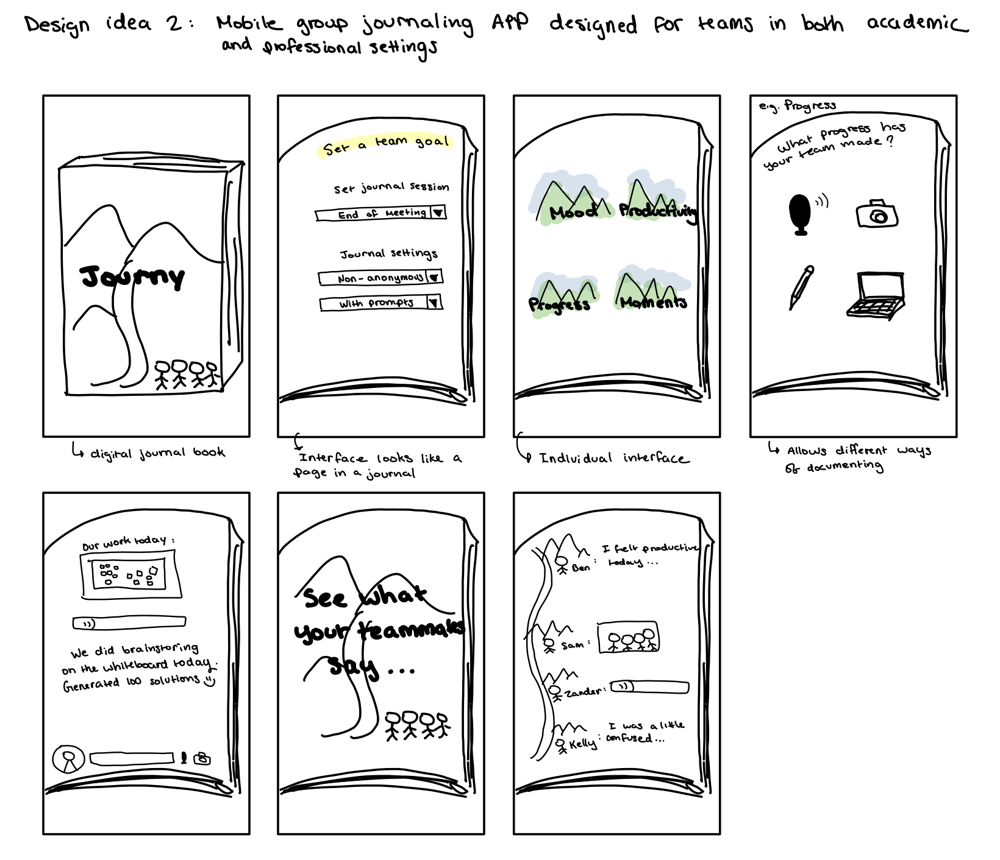 Design idea 2: Mobile group journaling APP designed for teams in both academic
and professional settings
Journy
digital journal book
Set a team goal
Set journal session
End of Meeting
Journal settings
Non-anonymous
With prompts
Interface looks like a
page in a journal
Mood
Productivity
Progress
Moments
Individual interface
e.g. Progress
What progress has
your team made?
Allows different ways
of documenting
Our work today:
We did brainstoring
on the whiteboard today.
Generated 100 solutions
See what
your teammates
say ...
Ben: I felt productive
today ...
Sam:
Zander:
Kelly: I was a little
confused...